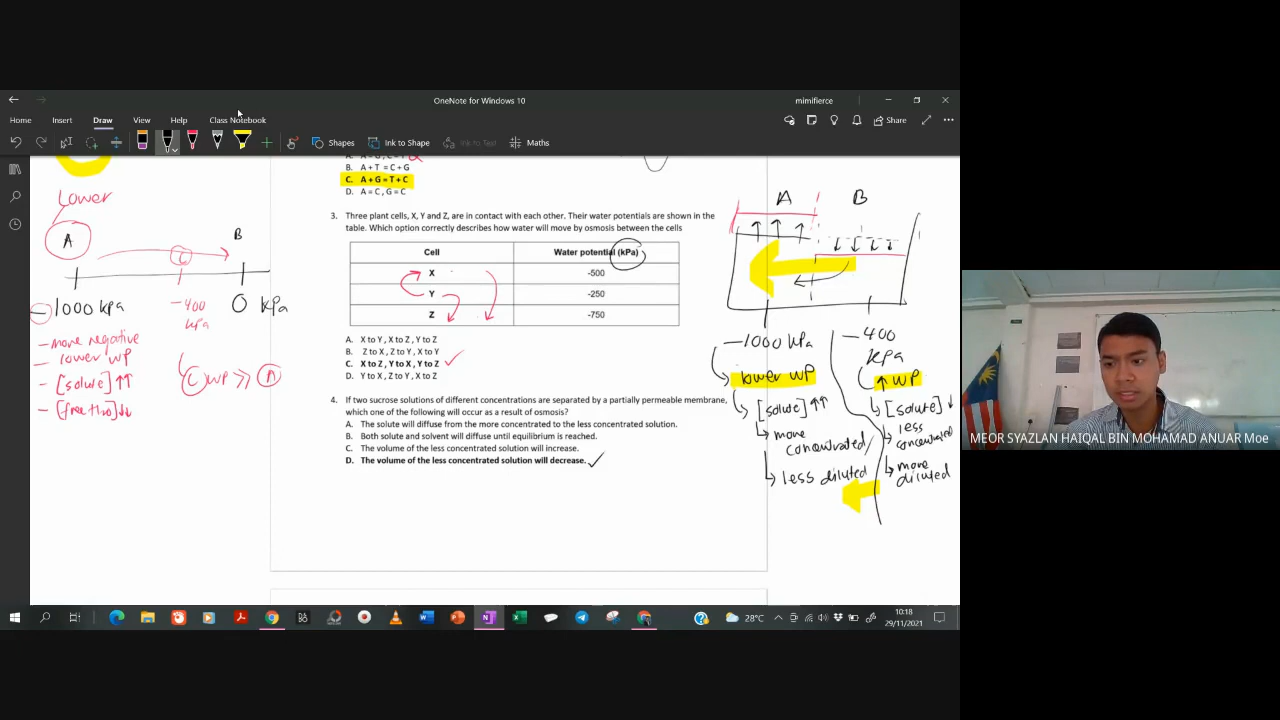 OneNote for Windows 10
mimifierce
Home
Insert
Draw
View
Help
Class Notebook
Share
Shapes
Ink to Shape
Ink to Text
Maths
B. A + T = C + G
C. A + G = T + C
D. A = C, G = C
3. Three plant cells, X, Y and Z, are in contact with each other. Their water potentials are shown in the
table. Which option correctly describes how water will move by osmosis between the cells
Cell
Water potential (kPa)
X
-500
Y
-250
Z
-750
A. X to Y, X to Z, Y to Z
B. Z to X, Z to Y, X to Y
C. X to Z, Y to X, Y to Z
D. Y to X, Z to Y, X to Z
4. If two sucrose solutions of different concentrations are separated by a partially permeable membrane,
which one of the following will occur as a result of osmosis?
A. The solute will diffuse from the more concentrated to the less concentrated solution.
B. Both solute and solvent will diffuse until equilibrium is reached.
C. The volume of the less concentrated solution will increase.
D. The volume of the less concentrated solution will decrease.
Lower
A
C
B
-1000 kPa
-400
kPa
0 kPa
- more negative
- lower WP
- [solute] ↑↑
C WP >> A
A
B
-1000 kPa
-400
kPa
lower WP
↑ WP
[solute] ↑↑
[solute] ↓
more
concentrated/
less
concentrated
less diluted
more
diluted
MEOR SYAZLAN HAIQAL BIN MOHAMAD ANUAR Moe
28°C
10:18
29/11/2021